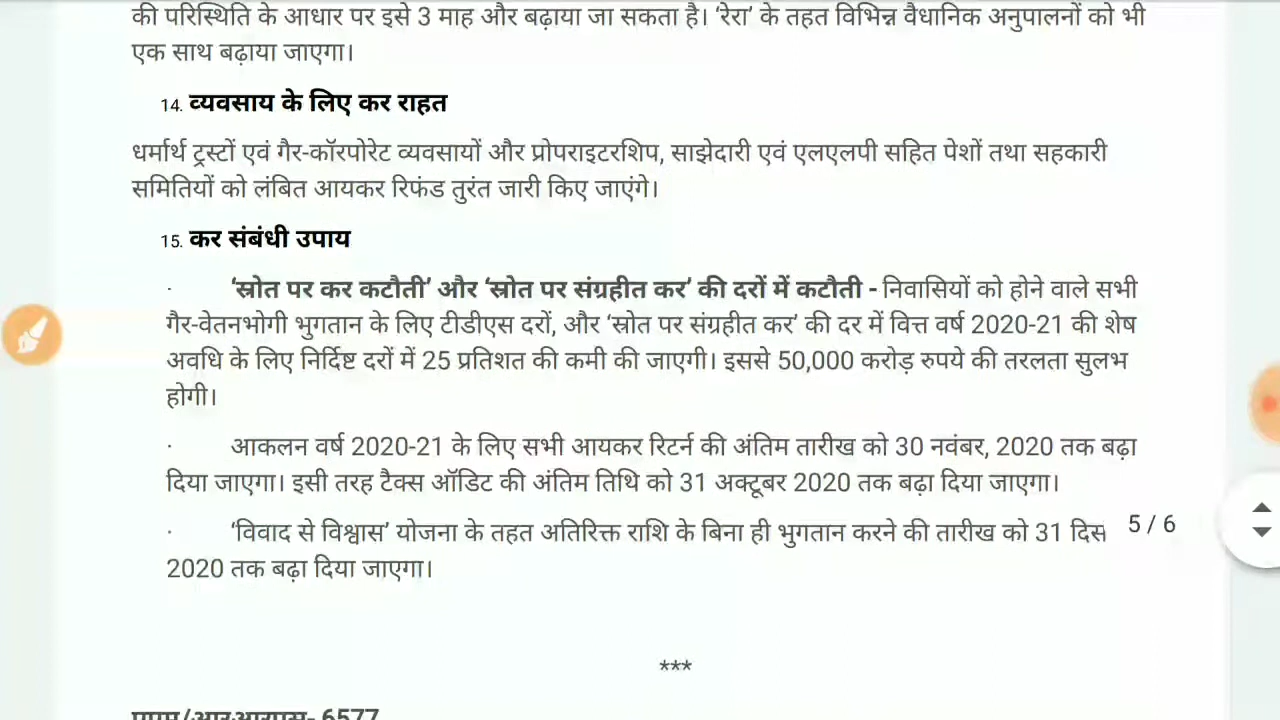 की परिस्थिति के आधार पर इसे 3 माह और बढ़ाया जा सकता है। ‘रेरा’ के तहत विभिन्न वैधानिक अनुपालनों को भी
एक साथ बढ़ाया जाएगा।
14. व्यवसाय के लिए कर राहत
धर्मार्थ ट्रस्टों एवं गैर-कॉरपोरेट व्यवसायों और प्रोपराइटरशिप, साझेदारी एवं एलएलपी सहित पेशों तथा सहकारी
समितियों को लंबित आयकर रिफंड तुरंत जारी किए जाएंगे।
15. कर संबंधी उपाय
· ‘स्रोत पर कर कटौती’ और ‘स्रोत पर संग्रहीत कर’ की दरों में कटौती - निवासियों को होने वाले सभी
गैर-वेतनभोगी भुगतान के लिए टीडीएस दरों, और ‘स्रोत पर संग्रहीत कर’ की दर में वित्त वर्ष 2020-21 की शेष
अवधि के लिए निर्दिष्ट दरों में 25 प्रतिशत की कमी की जाएगी। इससे 50,000 करोड़ रुपये की तरलता सुलभ
होगी।
· आकलन वर्ष 2020-21 के लिए सभी आयकर रिटर्न की अंतिम तारीख को 30 नवंबर, 2020 तक बढ़ा
दिया जाएगा। इसी तरह टैक्स ऑडिट की अंतिम तिथि को 31 अक्टूबर 2020 तक बढ़ा दिया जाएगा।
· ‘विवाद से विश्वास’ योजना के तहत अतिरिक्त राशि के बिना ही भुगतान करने की तारीख को 31 दिस 5 / 6
2020 तक बढ़ा दिया जाएगा।
***
6577